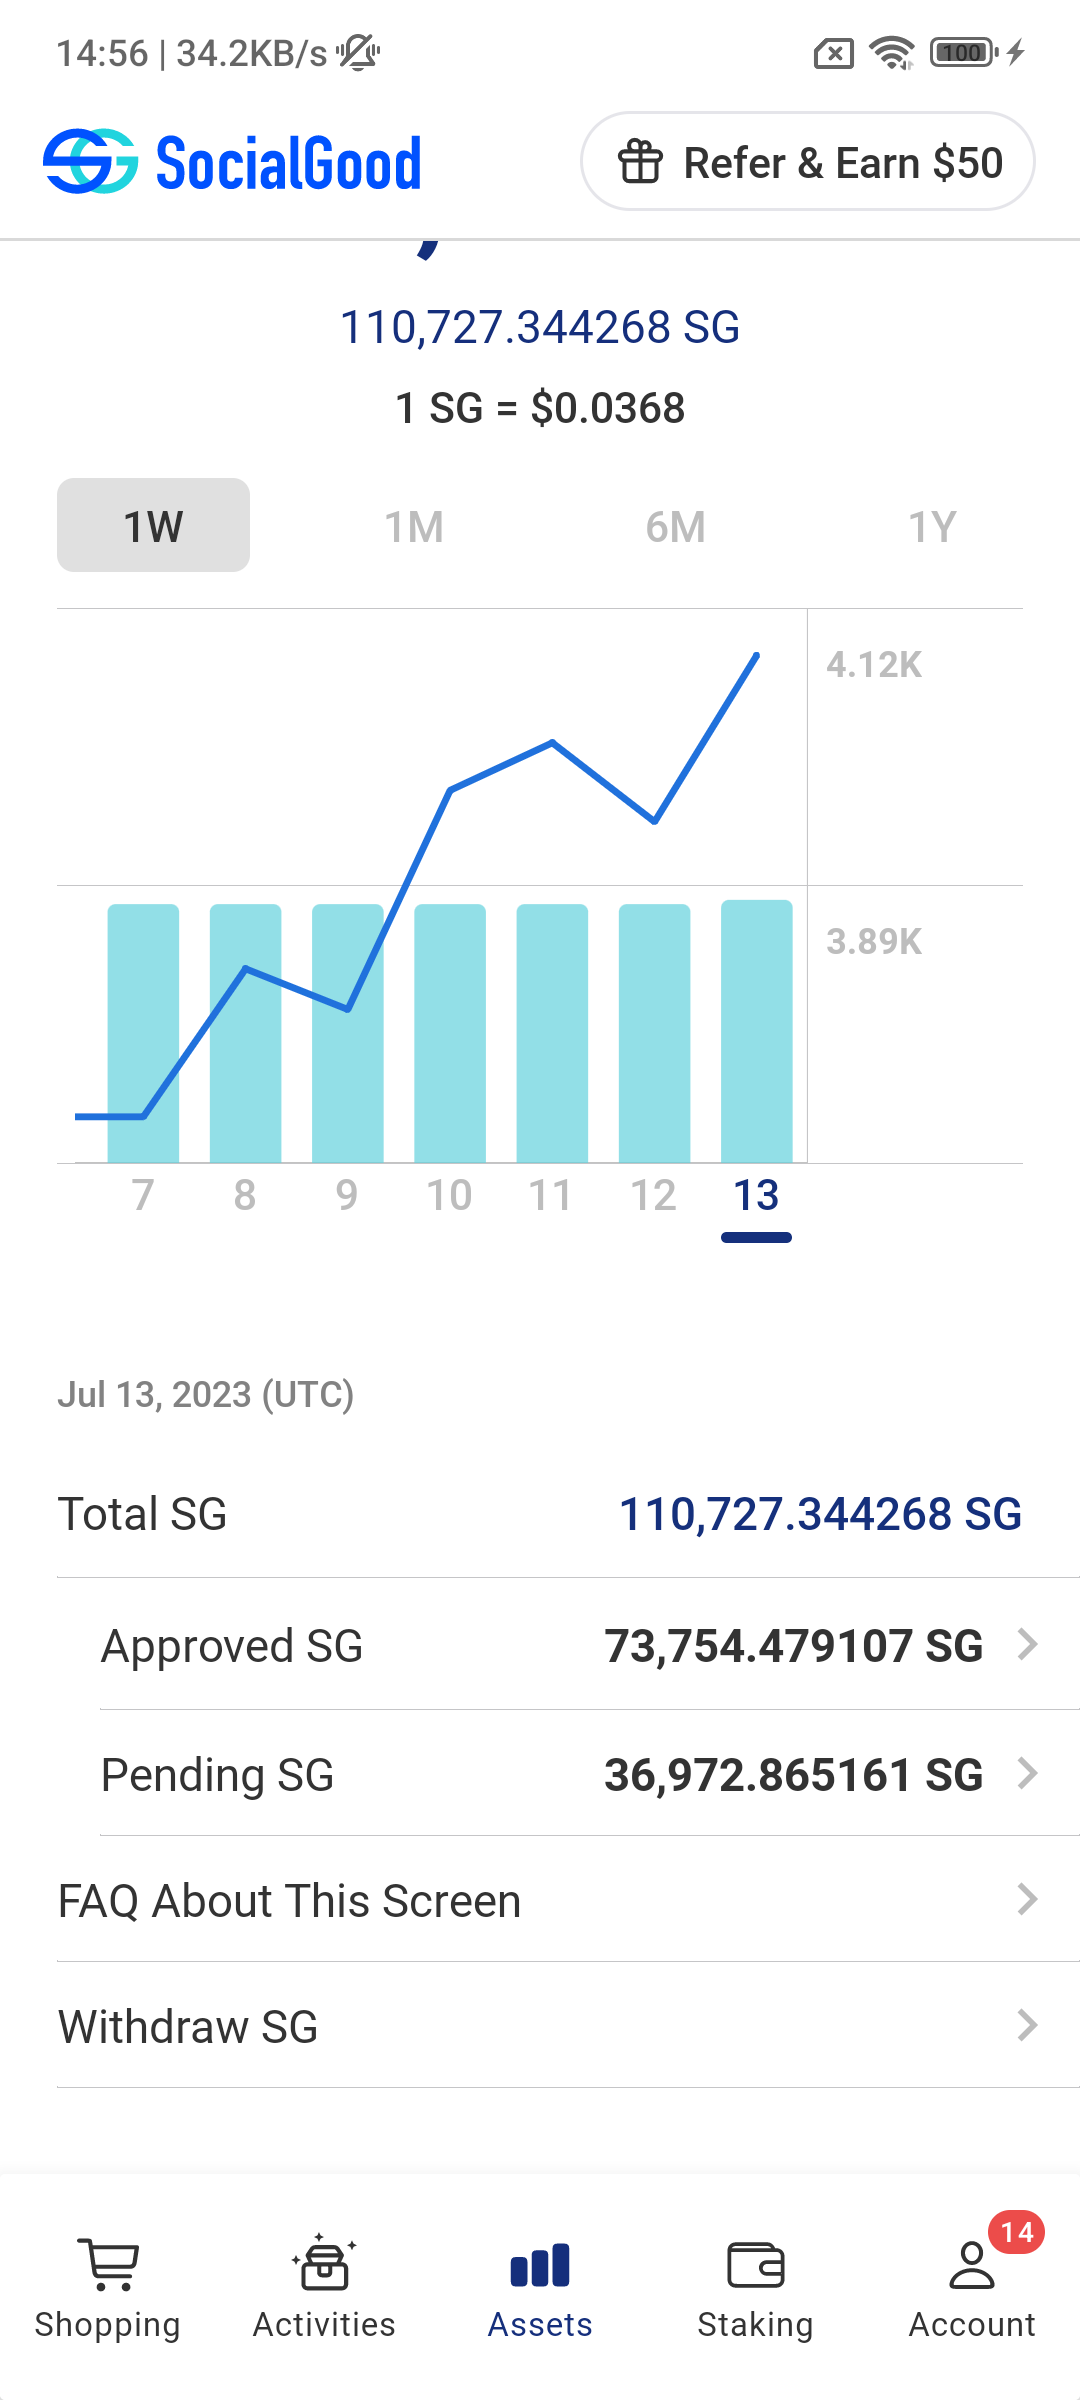 14:56 | 34.2KB/s 100
SocialGood Refer & Earn $50
110,727.344268 SG
1 SG = $0.0368
1W 1M 6M 1Y
4.12K
3.89K
7 8 9 10 11 12 13
Jul 13, 2023 (UTC)
Total SG 110,727.344268 SG
Approved SG 73,754.479107 SG
Pending SG 36,972.865161 SG
FAQ About This Screen
Withdraw SG
14
Shopping Activities Assets Staking Account